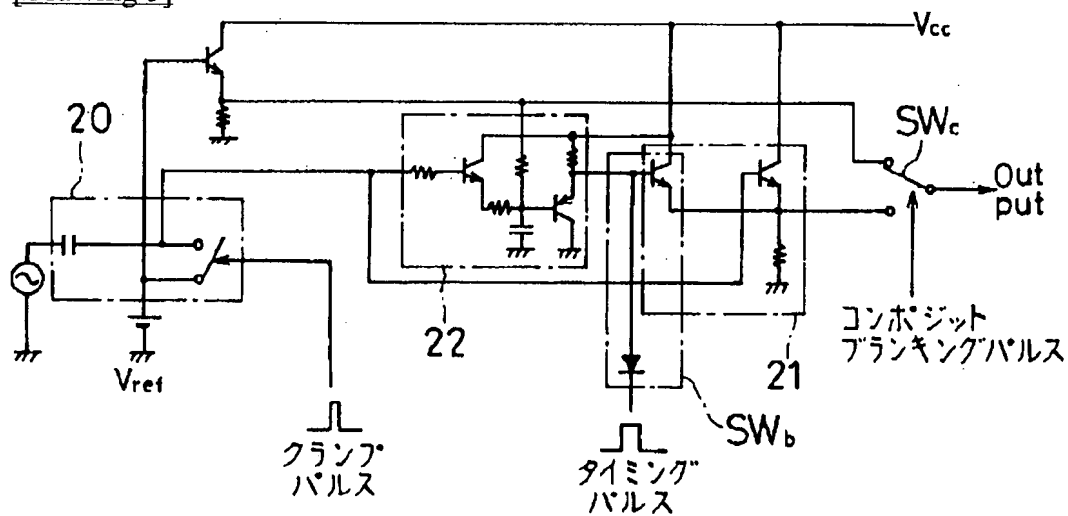 Vcc
20
SWc
Out
put
22
コンポジット
ブランキングパルス
21
Vref
SWb
クランプ
パルス
タイミング
パルス